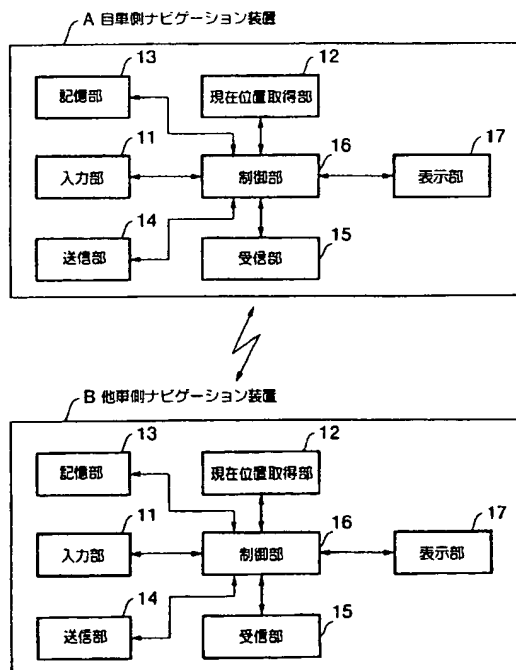 A 自車側ナビゲーション装置
13
記憶部
12
現在位置取得部
11
入力部
16
制御部
17
表示部
14
送信部
15
受信部
B 他車側ナビゲーション装置
13
記憶部
12
現在位置取得部
11
入力部
16
制御部
17
表示部
14
送信部
15
受信部